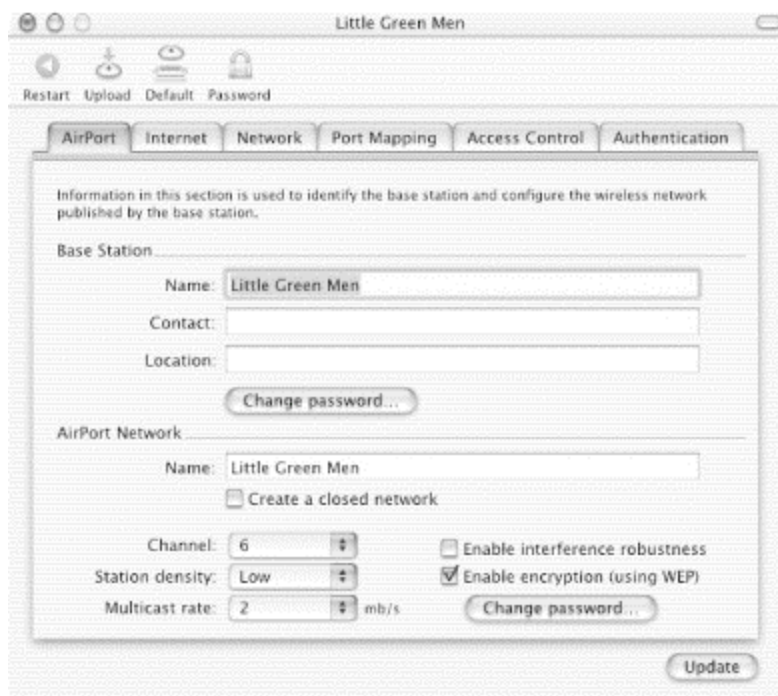 Little Green Men
Restart Upload Default Password
AirPort Internet Network Port Mapping Access Control Authentication
Information in this section is used to identify the base station and configure the wireless network
published by the base station.
Base Station
Name: Little Green Men
Contact:
Location:
Change password...
AirPort Network
Name: Little Green Men
Create a closed network
Channel: 6
Enable interference robustness
Station density: Low
Enable encryption (using WEP)
Multicast rate: 2 mb/s
Change password...
Update